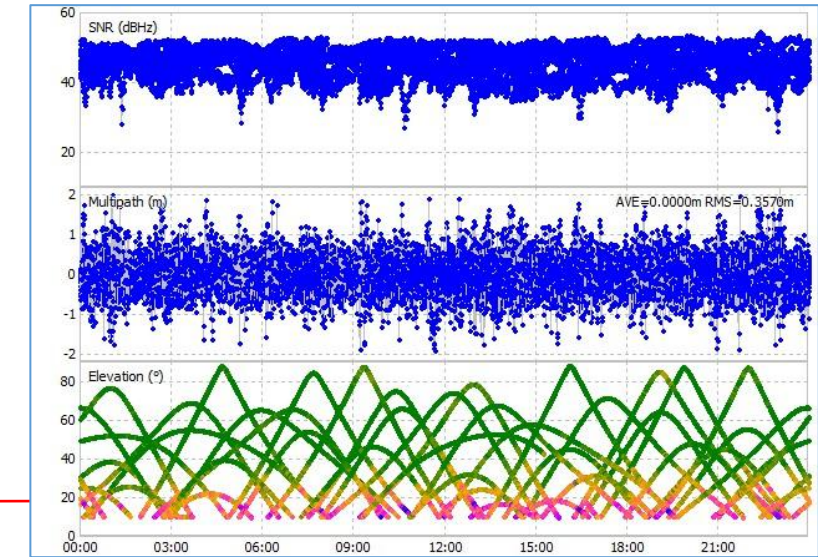 60
SNR (dBHz)
40
20
2
Multipath (m)
AVE=0.0000m RMS=0.3570m
1
0
-1
-2
Elevation (°)
80
60
40
20
0
00:00 03:00 06:00 09:00 12:00 15:00 18:00 21:00